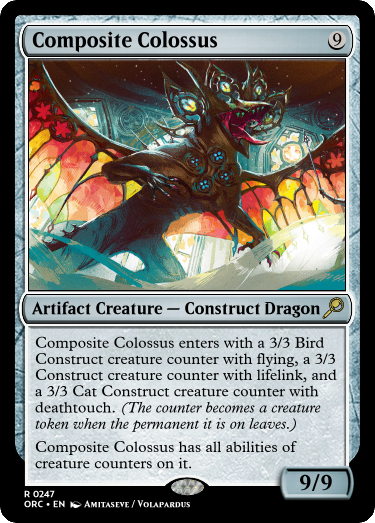 Composite Colossus 9
Artifact Creature — Construct Dragon
Composite Colossus enters with a 3/3 Bird
Construct creature counter with flying, a 3/3
Construct creature counter with lifelink, and
a 3/3 Cat Construct creature counter with
deathtouch. (The counter becomes a creature
token when the permanent it is on leaves.)
Composite Colossus has all abilities of
creature counters on it.
9/9
R 0247
ORC • EN Amitaseve / Volapardus